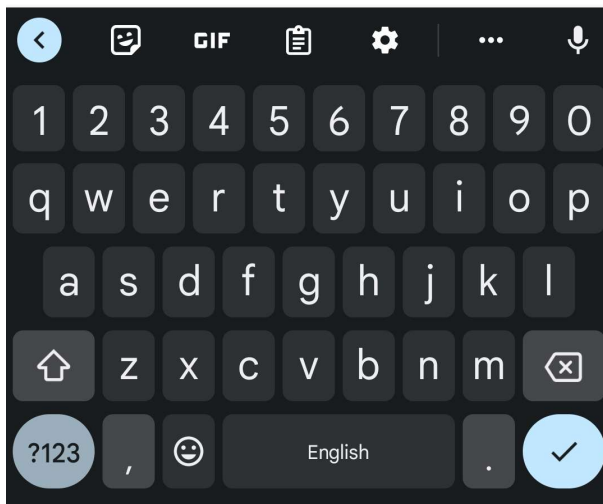 GIF
1 2 3 4 5 6 7 8 9 0
q w e r t y u i o p
a s d f g h j k l
z x c v b n m
?123 , English .